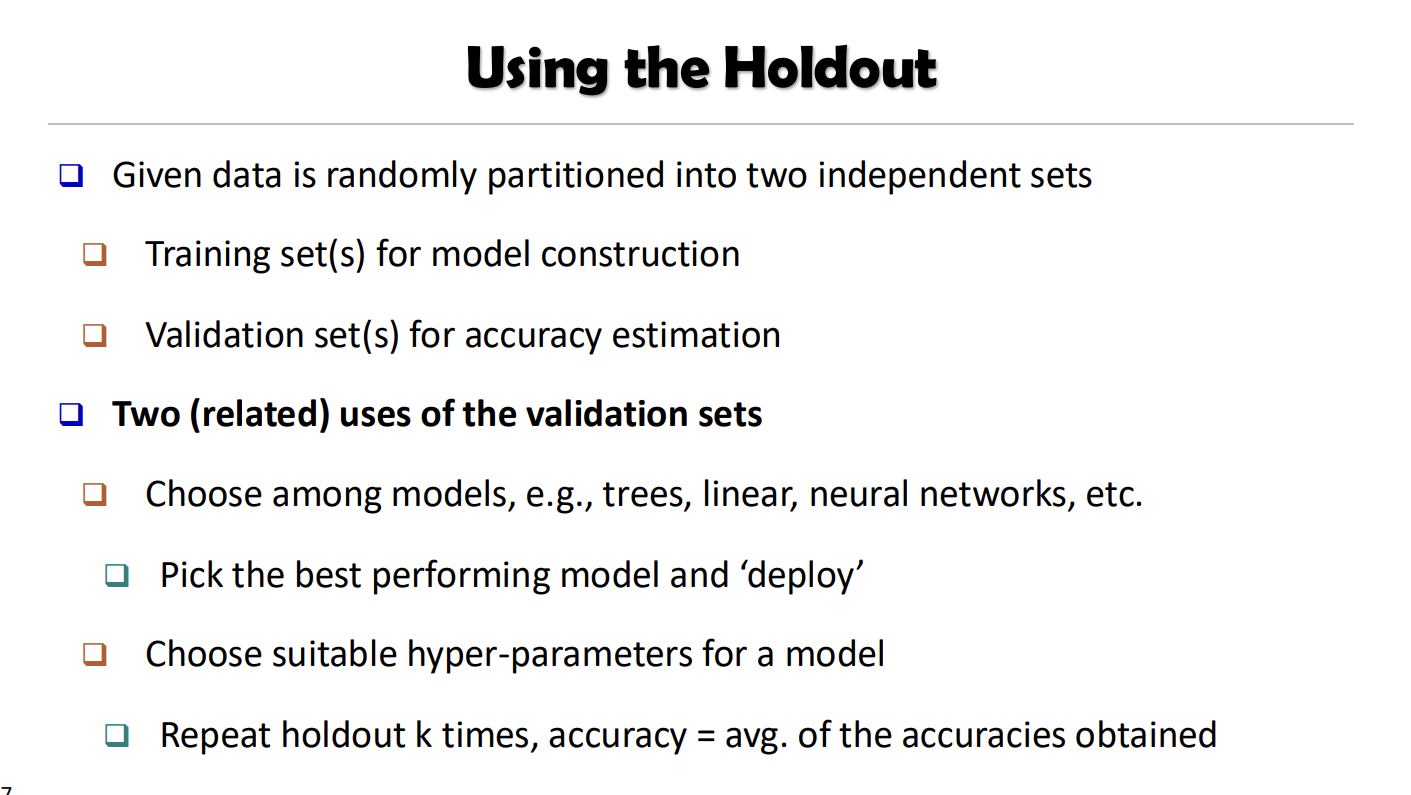 Using the Holdout
Given data is randomly partitioned into two independent sets
Training set(s) for model construction
Validation set(s) for accuracy estimation
Two (related) uses of the validation sets
Choose among models, e.g., trees, linear, neural networks, etc.
Pick the best performing model and ‘deploy’
Choose suitable hyper-parameters for a model
Repeat holdout k times, accuracy = avg. of the accuracies obtained
7